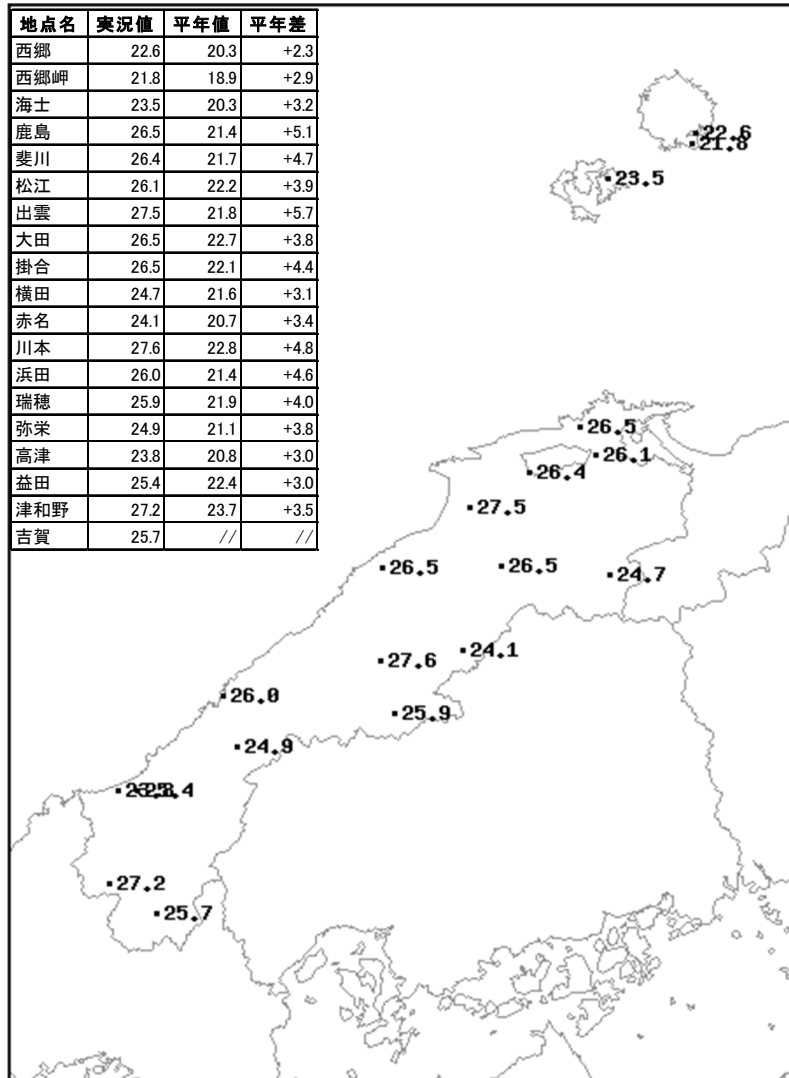 地点名 実況値 平年値 平年差
西郷 22.6 20.3 +2.3
西郷岬 21.8 18.9 +2.9
海士 23.5 20.3 +3.2
鹿島 26.5 21.4 +5.1
斐川 26.4 21.7 +4.7
松江 26.1 22.2 +3.9
出雲 27.5 21.8 +5.7
大田 26.5 22.7 +3.8
掛合 26.5 22.1 +4.4
横田 24.7 21.6 +3.1
赤名 24.1 20.7 +3.4
川本 27.6 22.8 +4.8
浜田 26.0 21.4 +4.6
瑞穂 25.9 21.9 +4.0
弥栄 24.9 21.1 +3.8
高津 23.8 20.8 +3.0
益田 25.4 22.4 +3.0
津和野 27.2 23.7 +3.5
吉賀 25.7 // //
22.6
21.8
23.5
26.5
26.1
26.4
27.5
26.5 26.5 24.7
24.1
27.6
26.0
25.9
24.9
23.8 25.4
27.2
25.7